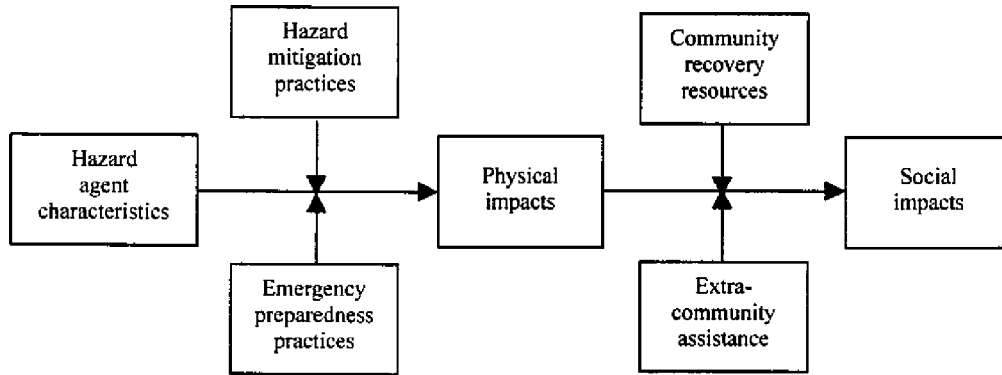 Hazard
mitigation
practices
Community
recovery
resources
Hazard
agent
characteristics
Physical
impacts
Social
impacts
Emergency
preparedness
practices
Extra-
community
assistance